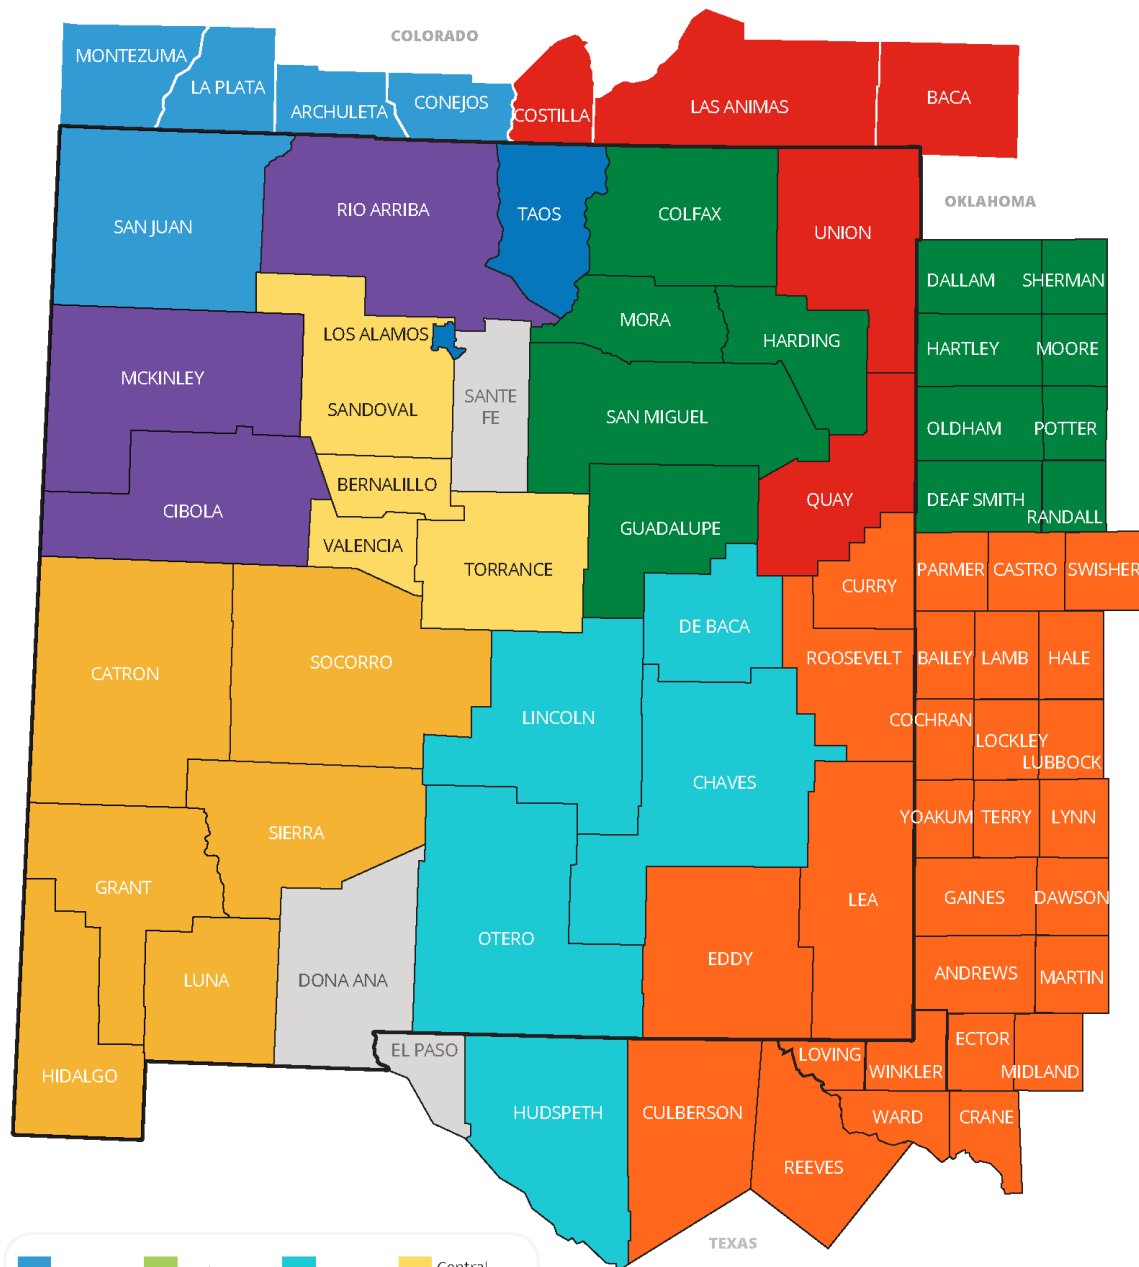 COLORADO
MONTEZUMA
LA PLATA
ARCHULETA
CONEJOS
COSTILLA
LAS ANIMAS
BACA
OKLAHOMA
SAN JUAN
RIO ARRIBA
TAOS
COLFAX
UNION
DALLAM
SHERMAN
MORA
LOS ALAMOS
HARDING
HARTLEY
MOORE
MCKINLEY
SANTE
FE
SANDOVAL
SAN MIGUEL
OLDHAM
POTTER
BERNALILLO
QUAY
DEAF SMITH
CIBOLA
RANDALL
GUADALUPE
VALENCIA
TORRANCE
PARMER
CASTRO
SWISHER
CURRY
DE BACA
ROOSEVELT
BAILEY
LAMB
HALE
SOCORRO
CATRON
LINCOLN
COCHRAN
LOCKLEY
LUBBOCK
CHAVES
YOAKUM
TERRY
LYNN
SIERRA
GRANT
LEA
GAINES
DAWSON
OTERO
EDDY
ANDREWS
MARTIN
LUNA
DONA ANA
ECTOR
EL PASO
LOVING
WINKLER
MIDLAND
HIDALGO
HUDSPETH
CULBERSON
WARD
CRANE
REEVES
TEXAS
Central